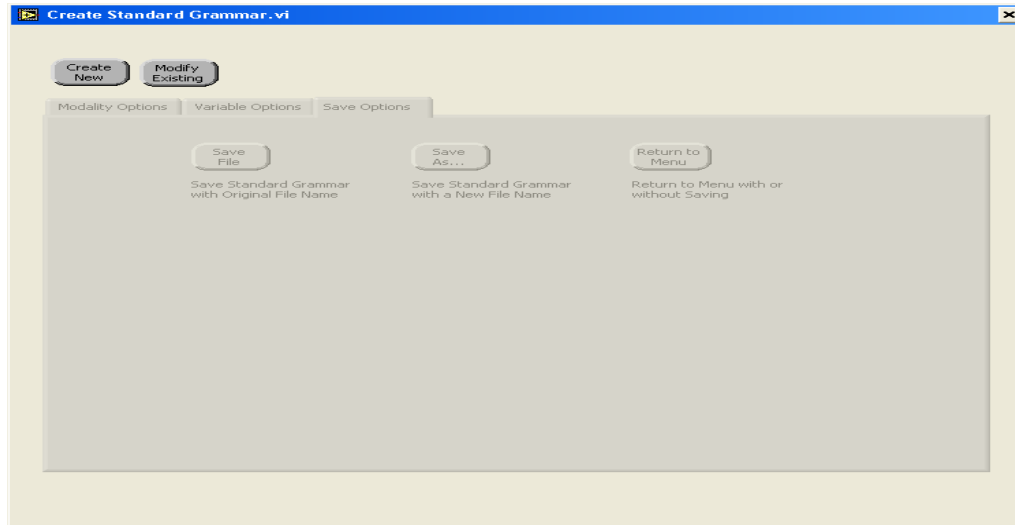 Create Standard Grammar.vi
Create
New
Modify
Existing
Modality Options
Variable Options
Save Options
Save
File
Save
As...
Return to
Menu
Save Standard Grammar
with Original File Name
Save Standard Grammar
with a New File Name
Return to Menu with or
without Saving